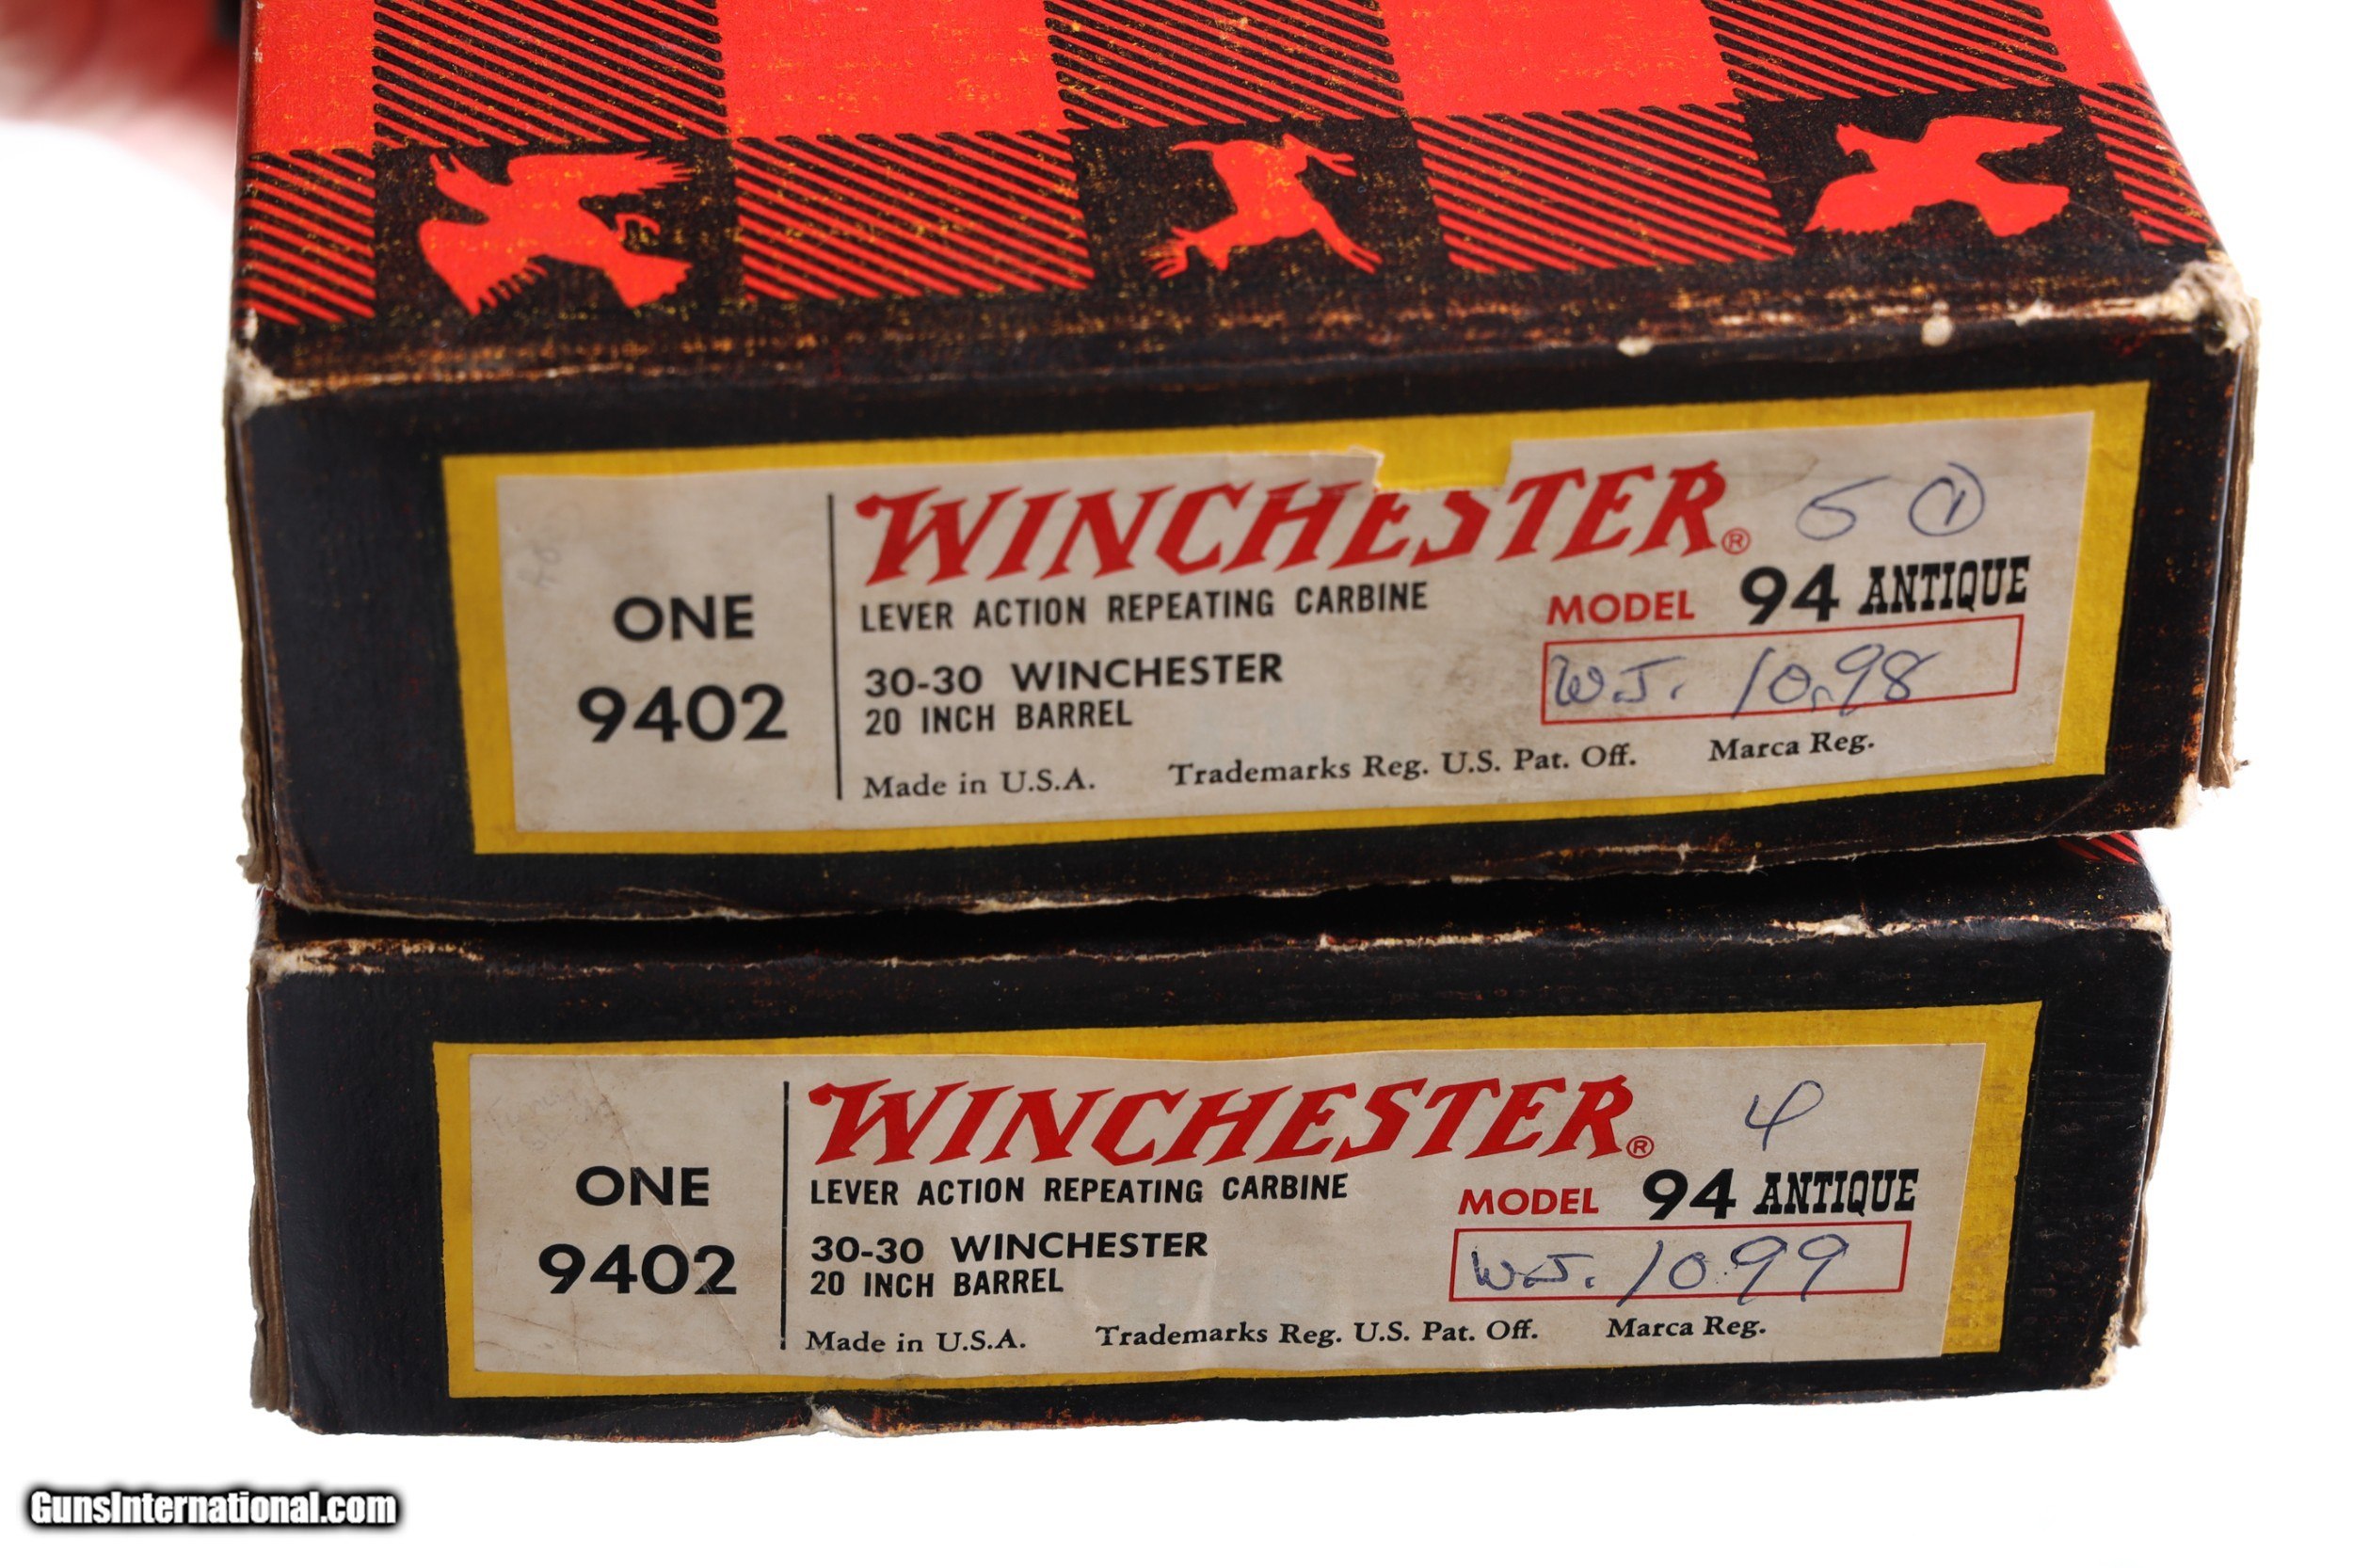 WINCHESTER® 5 1
ONE
9402
LEVER ACTION REPEATING CARBINE
MODEL 94 ANTIQUE
30-30 WINCHESTER
20 INCH BARREL
W.J. 10.98
Made in U.S.A. Trademarks Reg. U.S. Pat. Off. Marca Reg.
WINCHESTER® 4
ONE
9402
LEVER ACTION REPEATING CARBINE
MODEL 94 ANTIQUE
30-30 WINCHESTER
20 INCH BARREL
W.J. 10.99
Made in U.S.A. Trademarks Reg. U.S. Pat. Off. Marca Reg.
GunsInternational.com